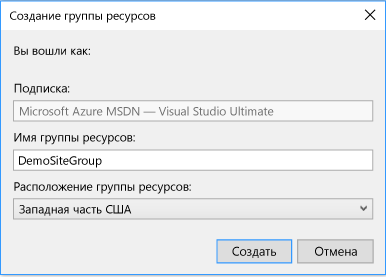 Создание группы ресурсов
Вы вошли как:
Подписка:
Microsoft Azure MSDN — Visual Studio Ultimate
Имя группы ресурсов:
DemoSiteGroup
Расположение группы ресурсов:
Западная часть США
Создать
Отмена